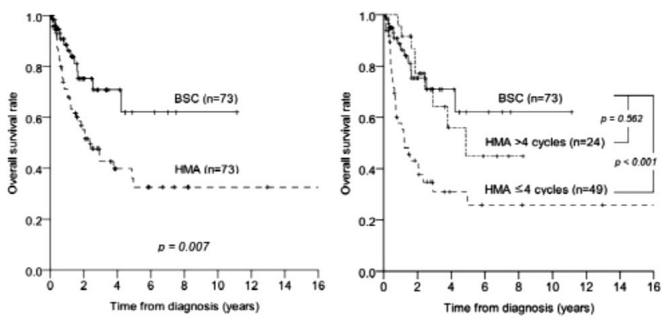 1.0
0.8
0.6
0.4
0.2
0.0
Overall survival rate
BSC (n=73)
HMA (n=73)
p = 0.007
0 2 4 6 8 10 12 14 16
Time from diagnosis (years)
1.0
0.8
0.6
0.4
0.2
0.0
Overall survival rate
BSC (n=73)
p = 0.562
HMA >4 cycles (n=24)
p < 0.001
HMA ≤4 cycles (n=49)
0 2 4 6 8 10 12 14 16
Time from diagnosis (years)